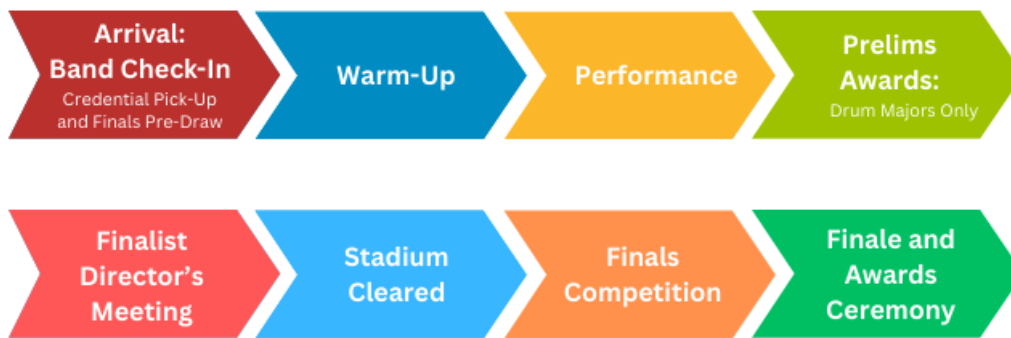 Arrival:
Band Check-In
Credential Pick-Up
and Finals Pre-Draw
Warm-Up
Performance
Prelims
Awards:
Drum Majors Only
Finalist
Director's
Meeting
Stadium
Cleared
Finals
Competition
Finale and
Awards
Ceremony